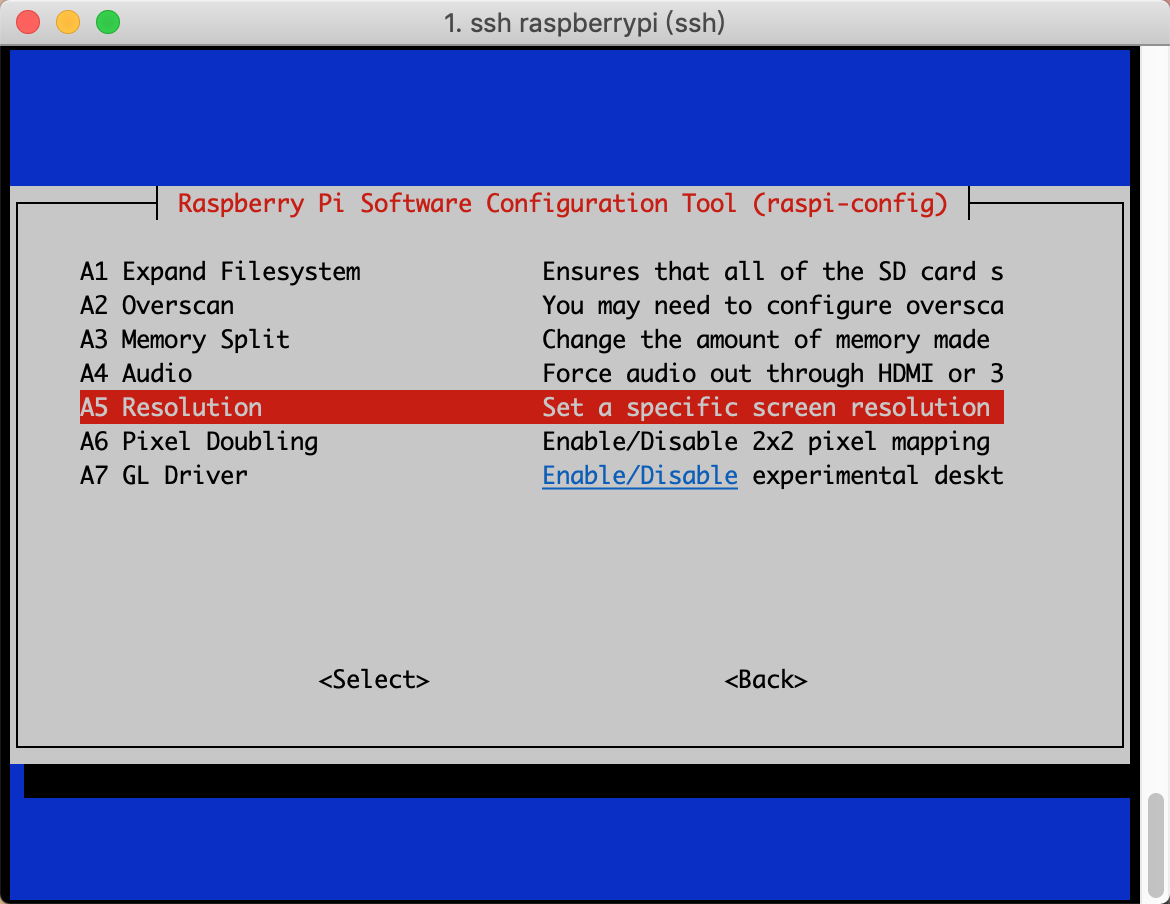 1. ssh raspberrypi (ssh)
Raspberry Pi Software Configuration Tool (raspi-config)
A1 Expand Filesystem Ensures that all of the SD card s
A2 Overscan You may need to configure oversca
A3 Memory Split Change the amount of memory made
A4 Audio Force audio out through HDMI or 3
A5 Resolution Set a specific screen resolution
A6 Pixel Doubling Enable/Disable 2x2 pixel mapping
A7 GL Driver Enable/Disable experimental deskt
<Select> <Back>